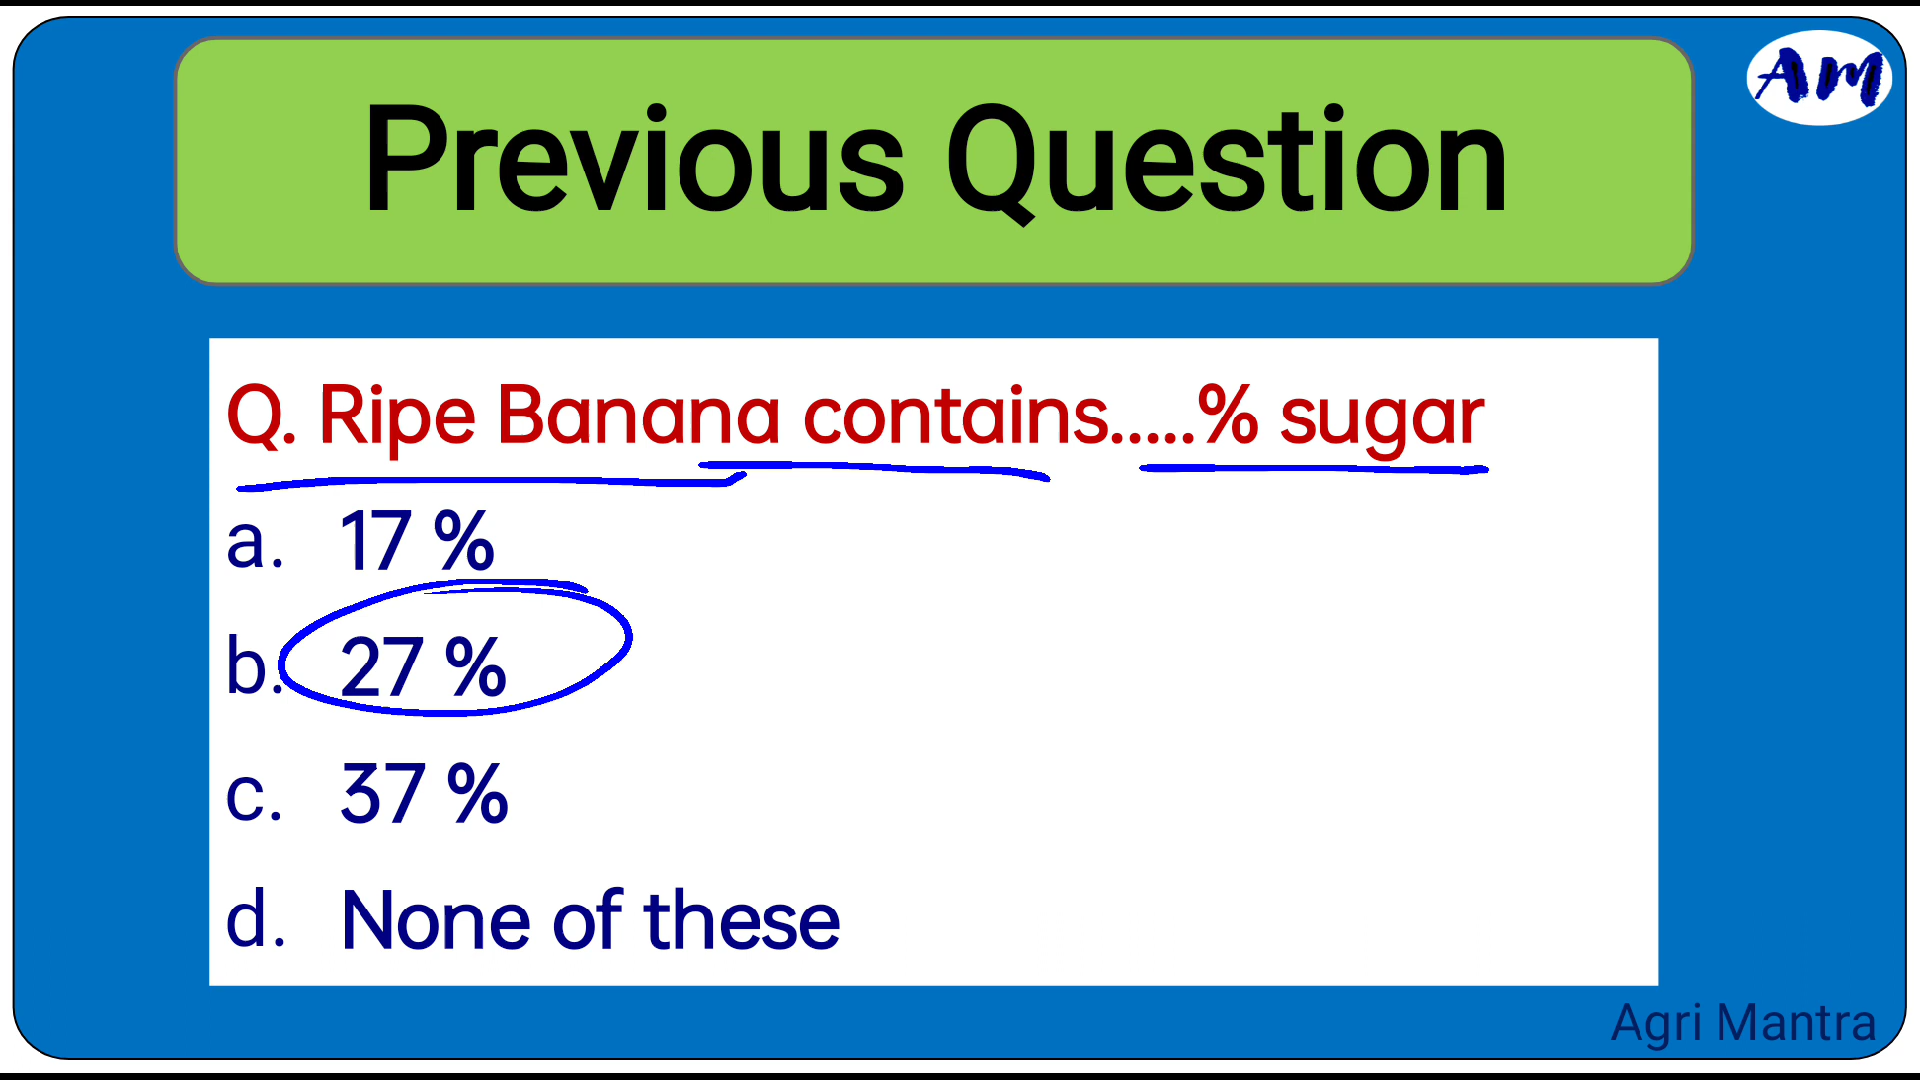 AM
Previous Question
Q. Ripe Banana contains.....% sugar
a. 17 %
b. 27 %
c. 37 %
d. None of these
Agri Mantra